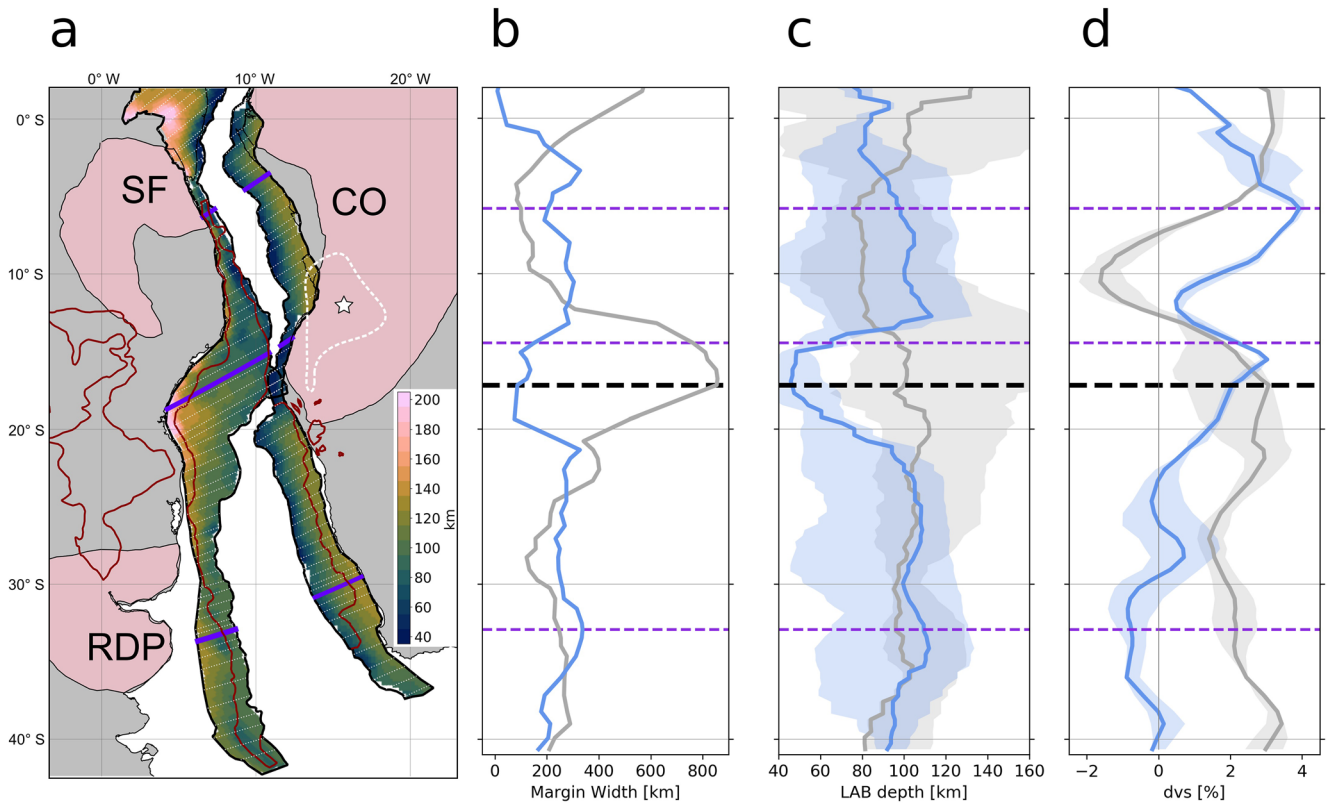 a
b
c
d
0° W
10° W
20° W
0° S
10° S
20° S
30° S
40° S
SF
CO
RDP
200
180
160
140
120
100
80
60
40
km
0
200
400
600
800
Margin Width [km]
40
60
80
100
120
140
160
LAB depth [km]
−2
0
2
4
dvs [%]